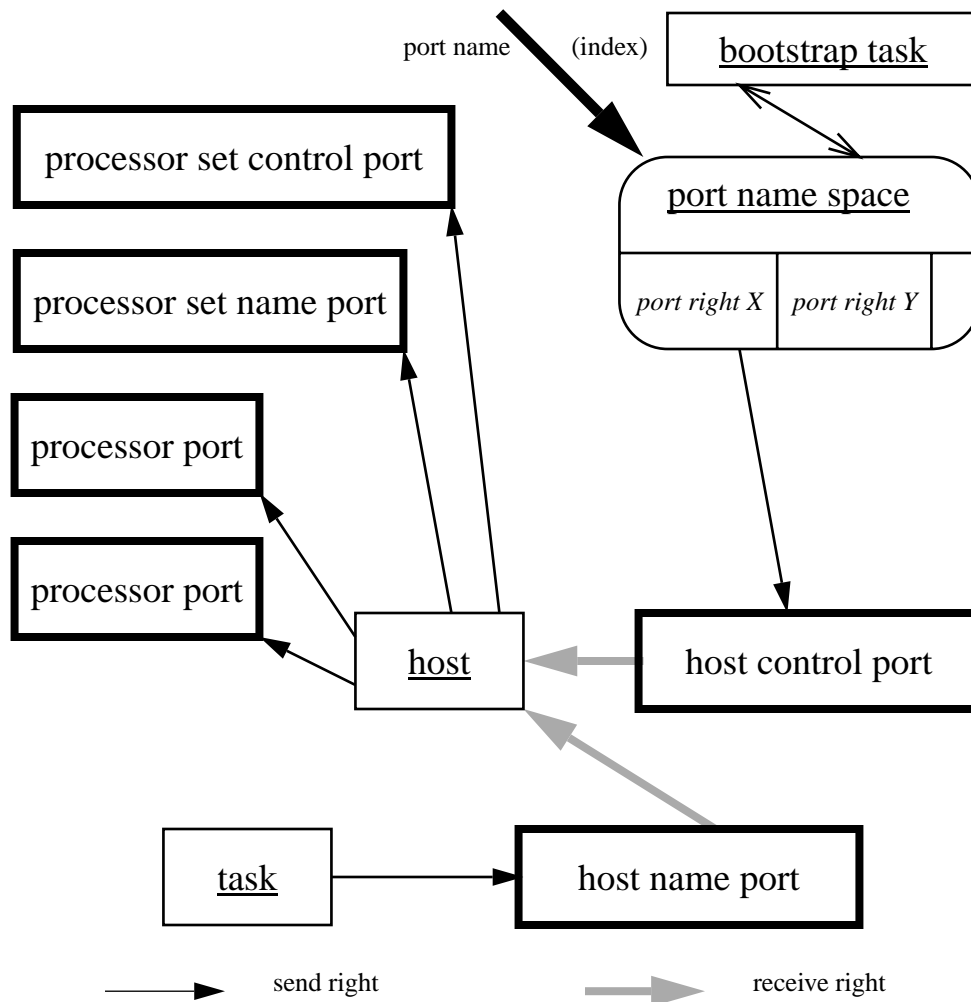 port name
(index)
bootstrap task
processor set control port
port name space
processor set name port
port right X
port right Y
processor port
processor port
host
host control port
task
host name port
send right
receive right